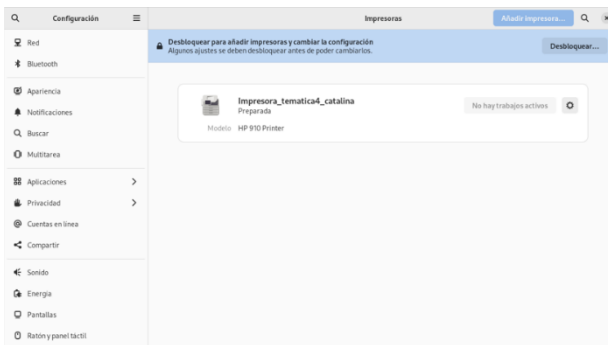 Configuración
Impresoras
Añadir impresora...
Red
Desbloquear para añadir impresoras y cambiar la configuración
Algunos ajustes se deben desbloquear antes de poder cambiarlos.
Desbloquear...
Bluetooth
Apariencia
Notificaciones
Buscar
Multitarea
Aplicaciones
Privacidad
Cuentas en línea
Compartir
Sonido
Energía
Pantallas
Ratón y panel táctil
Impresora_tematica4_catalina
Preparada
No hay trabajos activos
Modelo HP 910 Printer